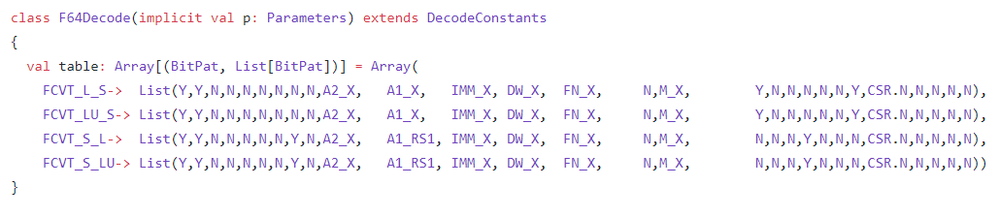 class F64Decode(implicit val p: Parameters) extends DecodeConstants
{
  val table: Array[(BitPat, List[BitPat])] = Array(
    FCVT_L_S->  List(Y,Y,N,N,N,N,N,N,N,A2_X,   A1_X,   IMM_X, DW_X,  FN_X,     N,M_X,        Y,N,N,N,N,N,Y,CSR.N,N,N,N,N),
    FCVT_LU_S-> List(Y,Y,N,N,N,N,N,N,N,A2_X,   A1_X,   IMM_X, DW_X,  FN_X,     N,M_X,        Y,N,N,N,N,N,Y,CSR.N,N,N,N,N),
    FCVT_S_L->  List(Y,Y,N,N,N,N,N,Y,N,A2_X,   A1_RS1, IMM_X, DW_X,  FN_X,     N,M_X,        N,N,N,Y,N,N,N,CSR.N,N,N,N,N),
    FCVT_S_LU-> List(Y,Y,N,N,N,N,N,Y,N,A2_X,   A1_RS1, IMM_X, DW_X,  FN_X,     N,M_X,        N,N,N,Y,N,N,N,CSR.N,N,N,N,N))
}